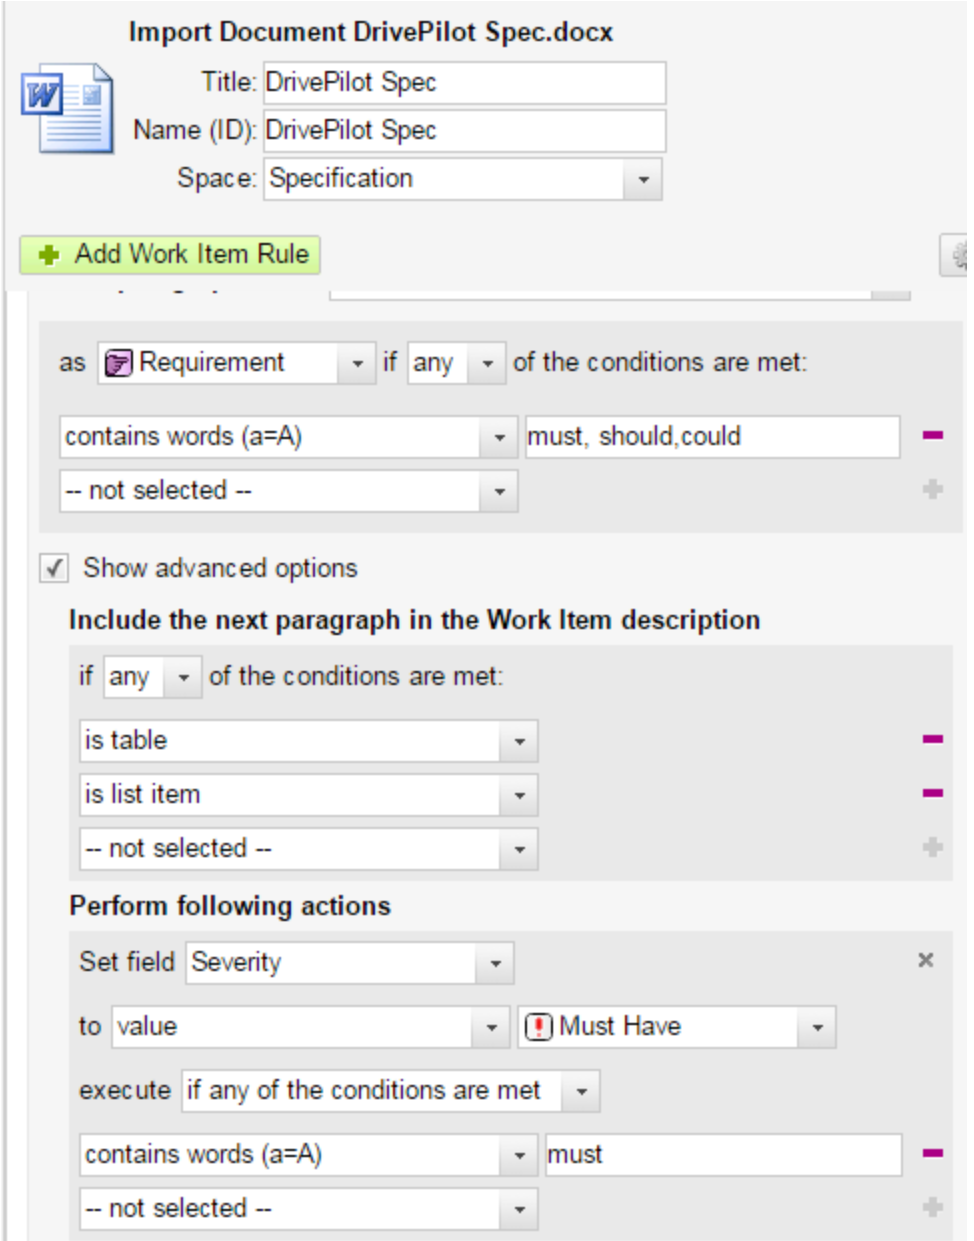 Import Document DrivePilot Spec.docx
Title: DrivePilot Spec
Name (ID): DrivePilot Spec
Space: Specification
Add Work Item Rule
as Requirement if any of the conditions are met:
contains words (a=A) must, should,could
-- not selected --
Show advanced options
Include the next paragraph in the Work Item description
if any of the conditions are met:
is table
is list item
-- not selected --
Perform following actions
Set field Severity
to value Must Have
execute if any of the conditions are met
contains words (a=A) must
-- not selected --